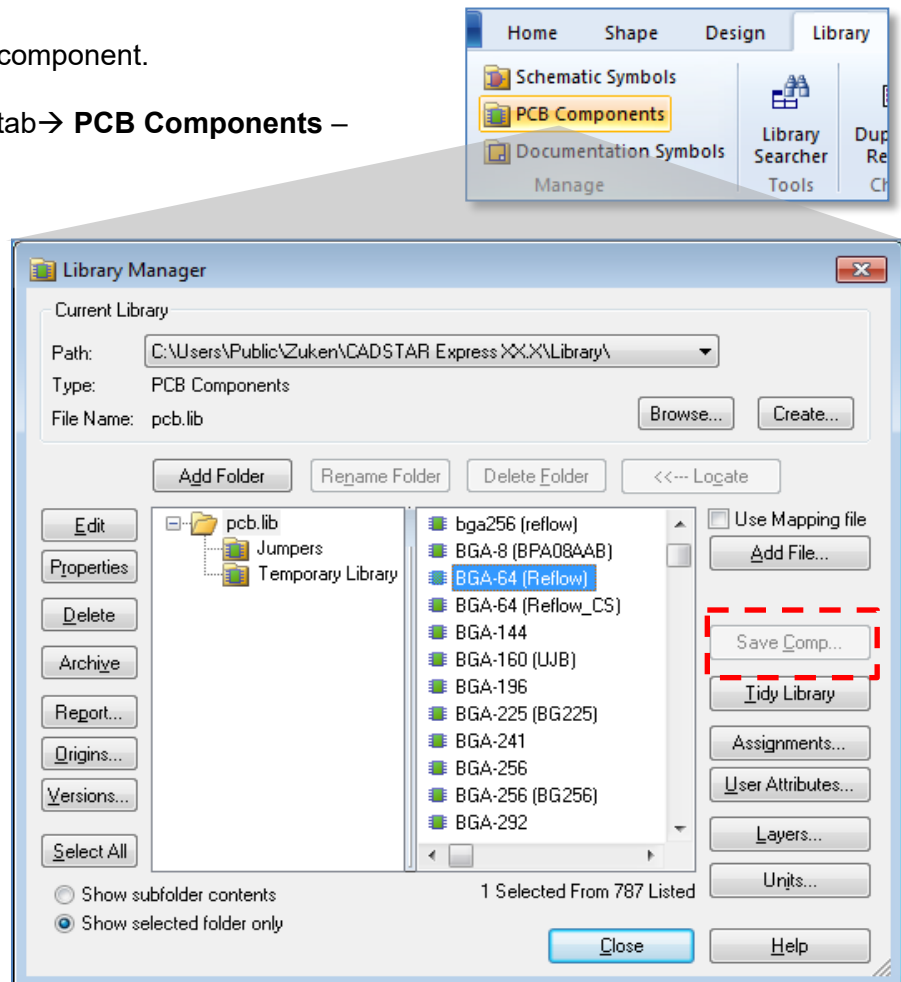 component.
tab→ PCB Components –
Home Shape Design Library
Schematic Symbols
PCB Components
Documentation Symbols
Manage
Library
Searcher
Tools
Dup
Re
Ch
Library Manager
Current Library
Path: C:\Users\Public\Zuken\CADSTAR Express XX.X\Library\
Type: PCB Components
File Name: pcb.lib
Browse... Create...
Add Folder Rename Folder Delete Folder <<--- Locate
Edit
Properties
Delete
Archive
Report...
Origins...
Versions...
Select All
pcb.lib
Jumpers
Temporary Library
bga256 (reflow)
BGA-8 (BPA08AAB)
BGA-64 (Reflow)
BGA-64 (Reflow_CS)
BGA-144
BGA-160 (UJB)
BGA-196
BGA-225 (BG225)
BGA-241
BGA-256
BGA-256 (BG256)
BGA-292
Use Mapping file
Add File...
Save Comp...
Tidy Library
Assignments...
User Attributes...
Layers...
Units...
Show subfolder contents
Show selected folder only
1 Selected From 787 Listed
Close Help